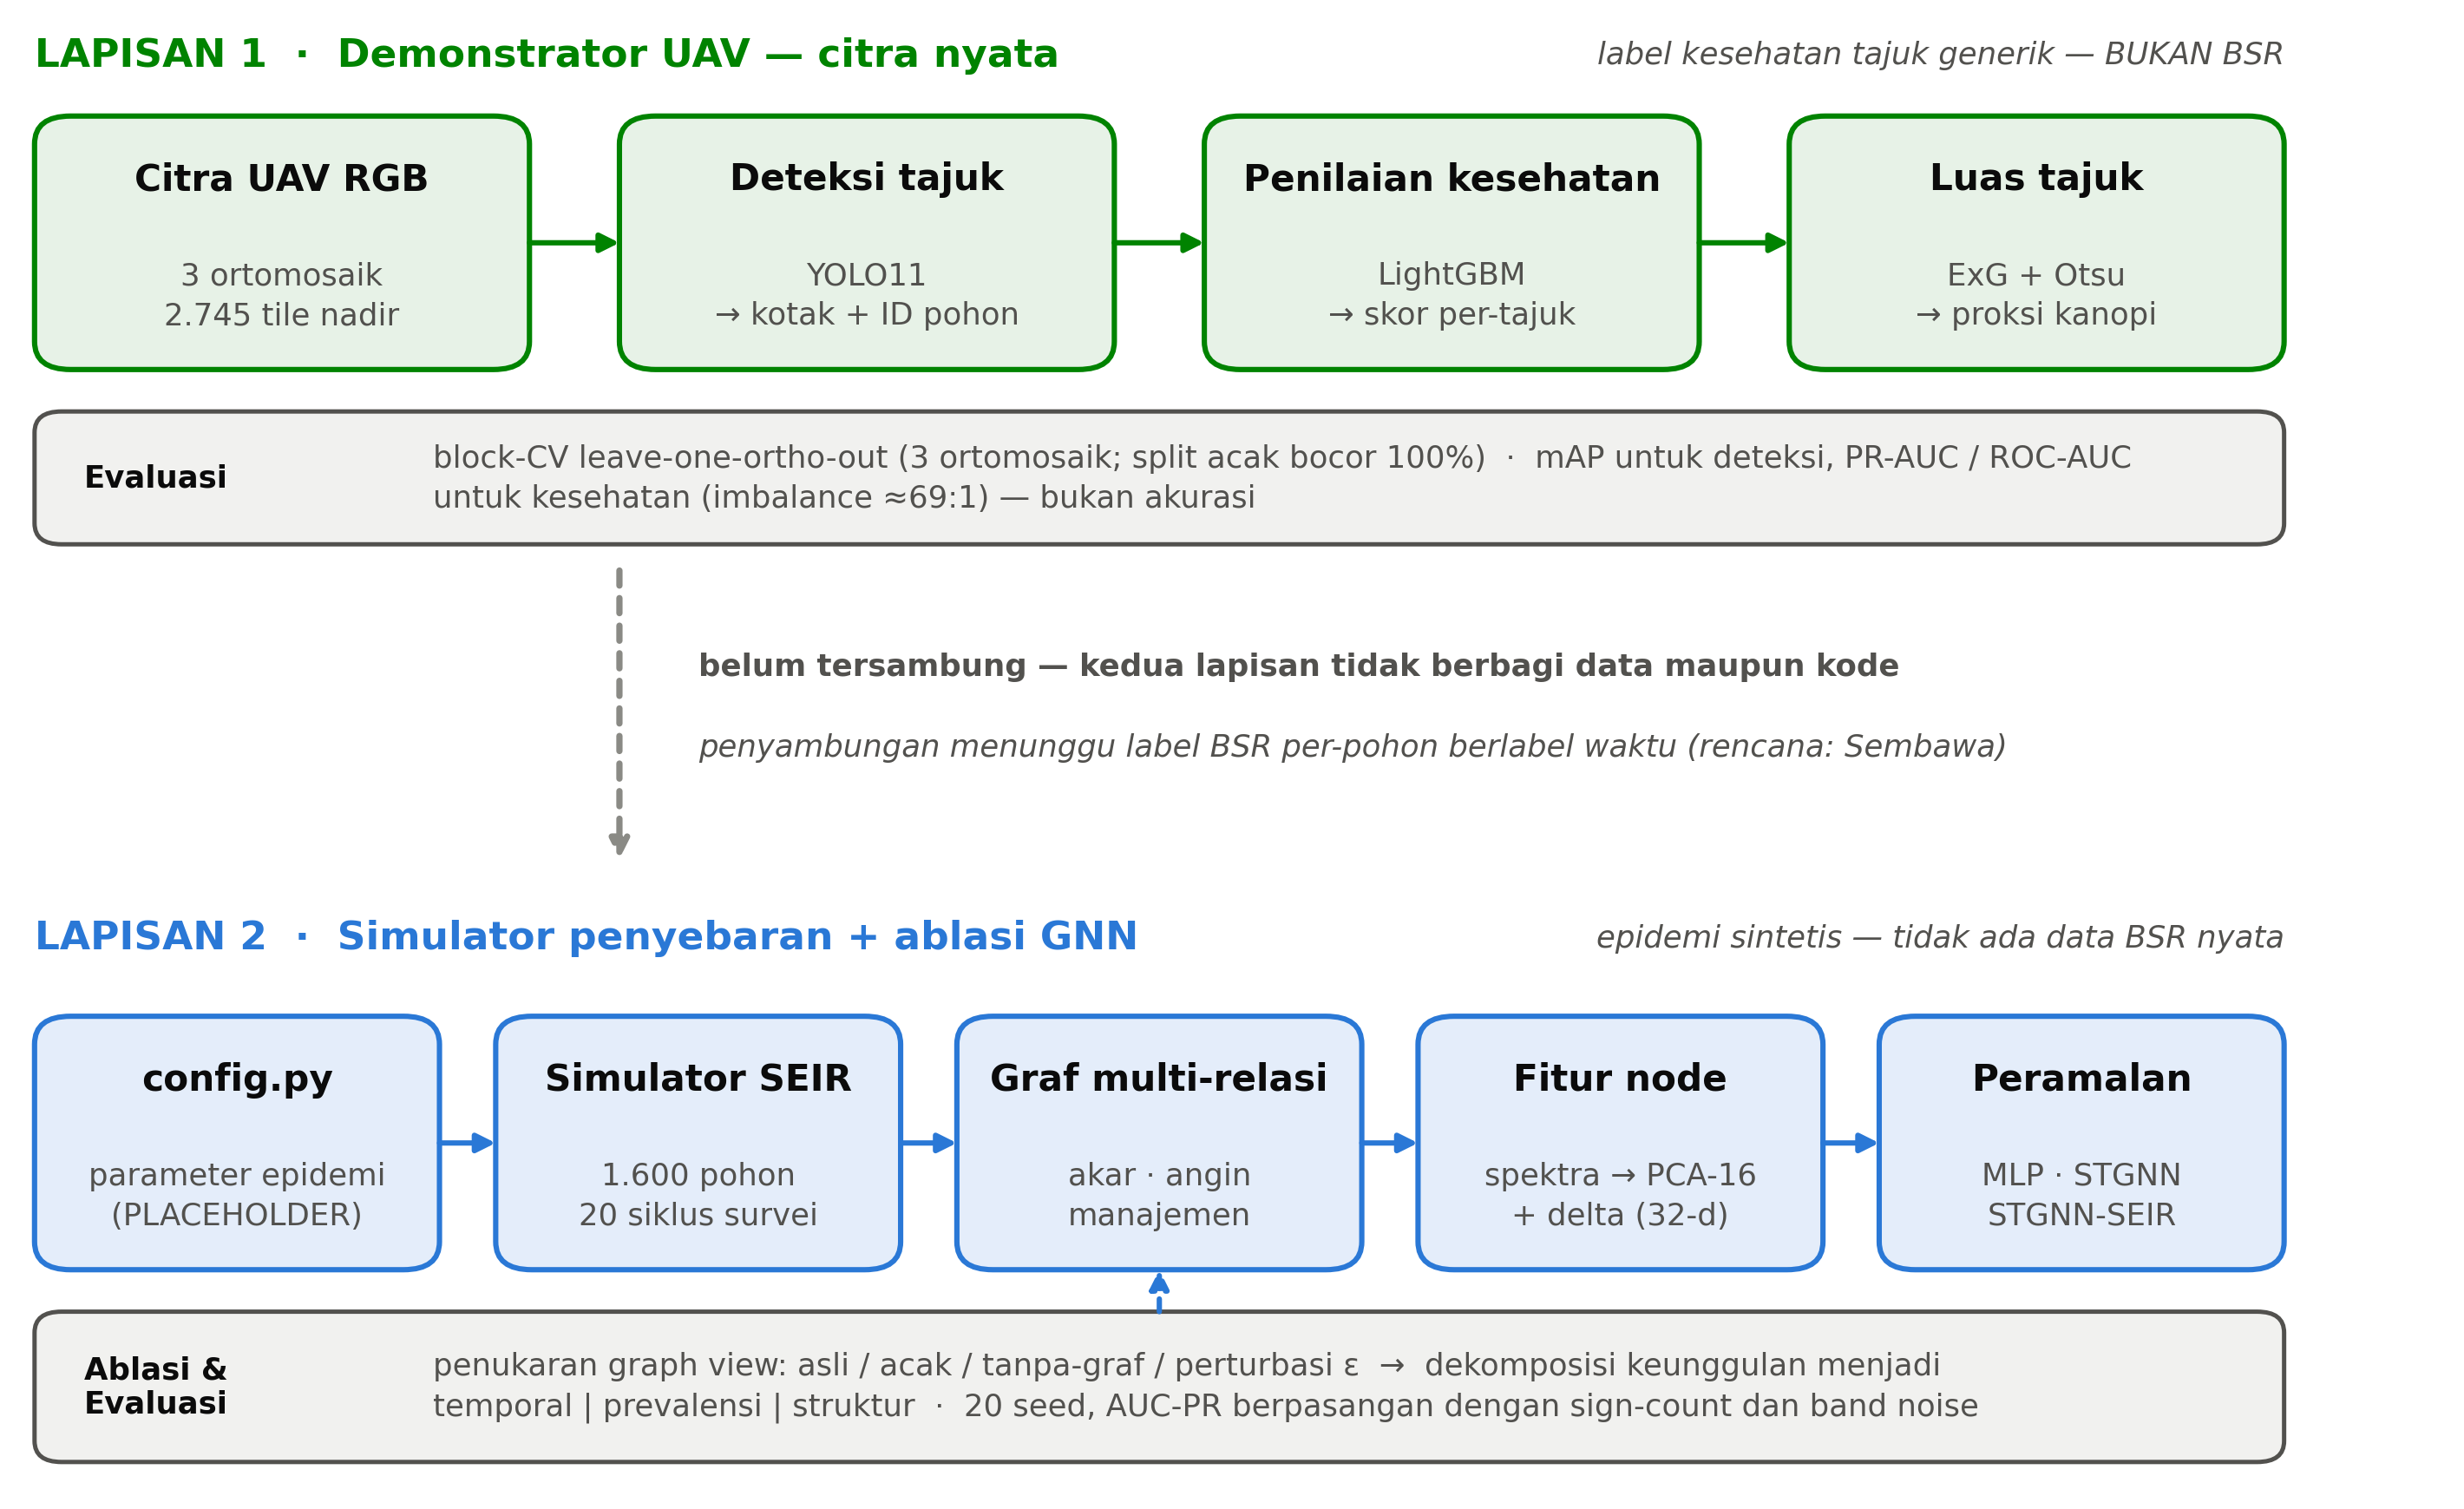 LAPISAN 1 · Demonstrator UAV — citra nyata
label kesehatan tajuk generik — BUKAN BSR
Citra UAV RGB
3 ortomosaik
2.745 tile nadir
Deteksi tajuk
YOLO11
→ kotak + ID pohon
Penilaian kesehatan
LightGBM
→ skor per-tajuk
Luas tajuk
ExG + Otsu
→ proksi kanopi
Evaluasi
block-CV leave-one-ortho-out (3 ortomosaik; split acak bocor 100%) · mAP untuk deteksi, PR-AUC / ROC-AUC
untuk kesehatan (imbalance ≈69:1) — bukan akurasi
belum tersambung — kedua lapisan tidak berbagi data maupun kode
penyambungan menunggu label BSR per-pohon berlabel waktu (rencana: Sembawa)
LAPISAN 2 · Simulator penyebaran + ablasi GNN
epidemi sintetis — tidak ada data BSR nyata
config.py
parameter epidemi
(PLACEHOLDER)
Simulator SEIR
1.600 pohon
20 siklus survei
Graf multi-relasi
akar · angin
manajemen
Fitur node
spektra → PCA-16
+ delta (32-d)
Peramalan
MLP · STGNN
STGNN-SEIR
Ablasi &
Evaluasi
penukaran graph view: asli / acak / tanpa-graf / perturbasi ε → dekomposisi keunggulan menjadi
temporal | prevalensi | struktur · 20 seed, AUC-PR berpasangan dengan sign-count dan band noise